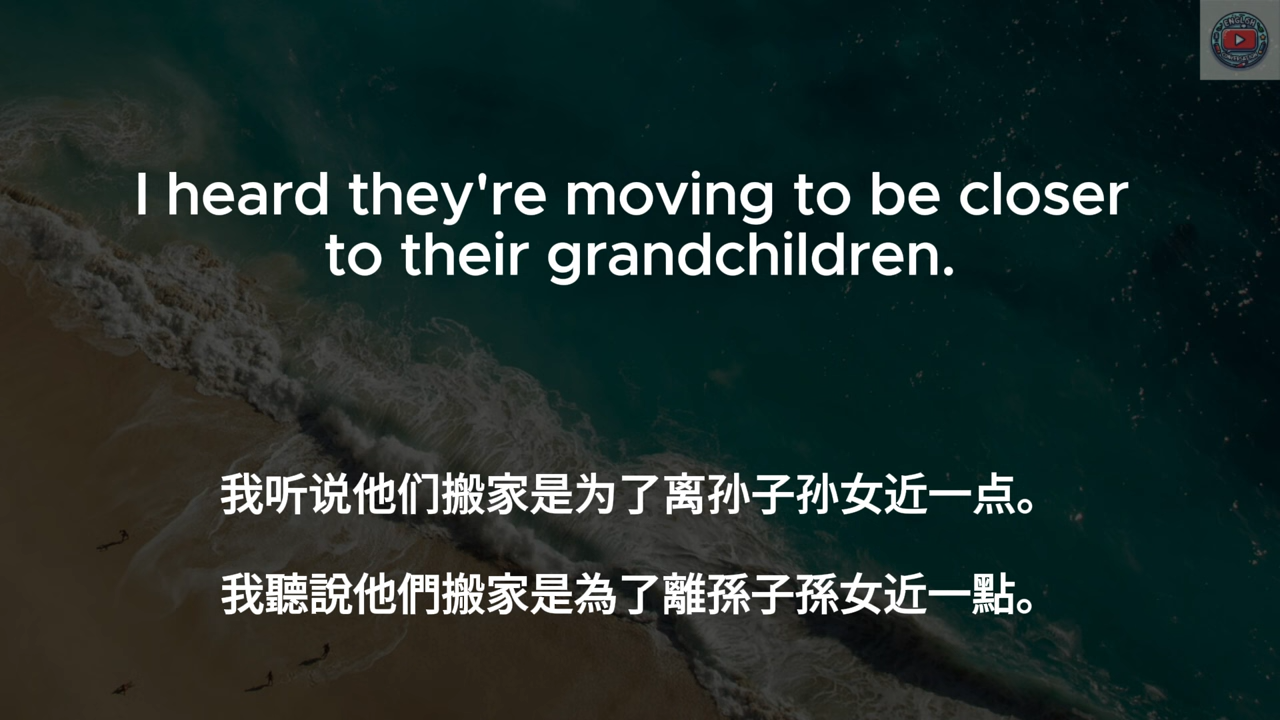 I heard they're moving to be closer
to their grandchildren.
我听说他们搬家是为了离孙子孙女近一点。
我聽說他們搬家是為了離孫子孫女近一點。